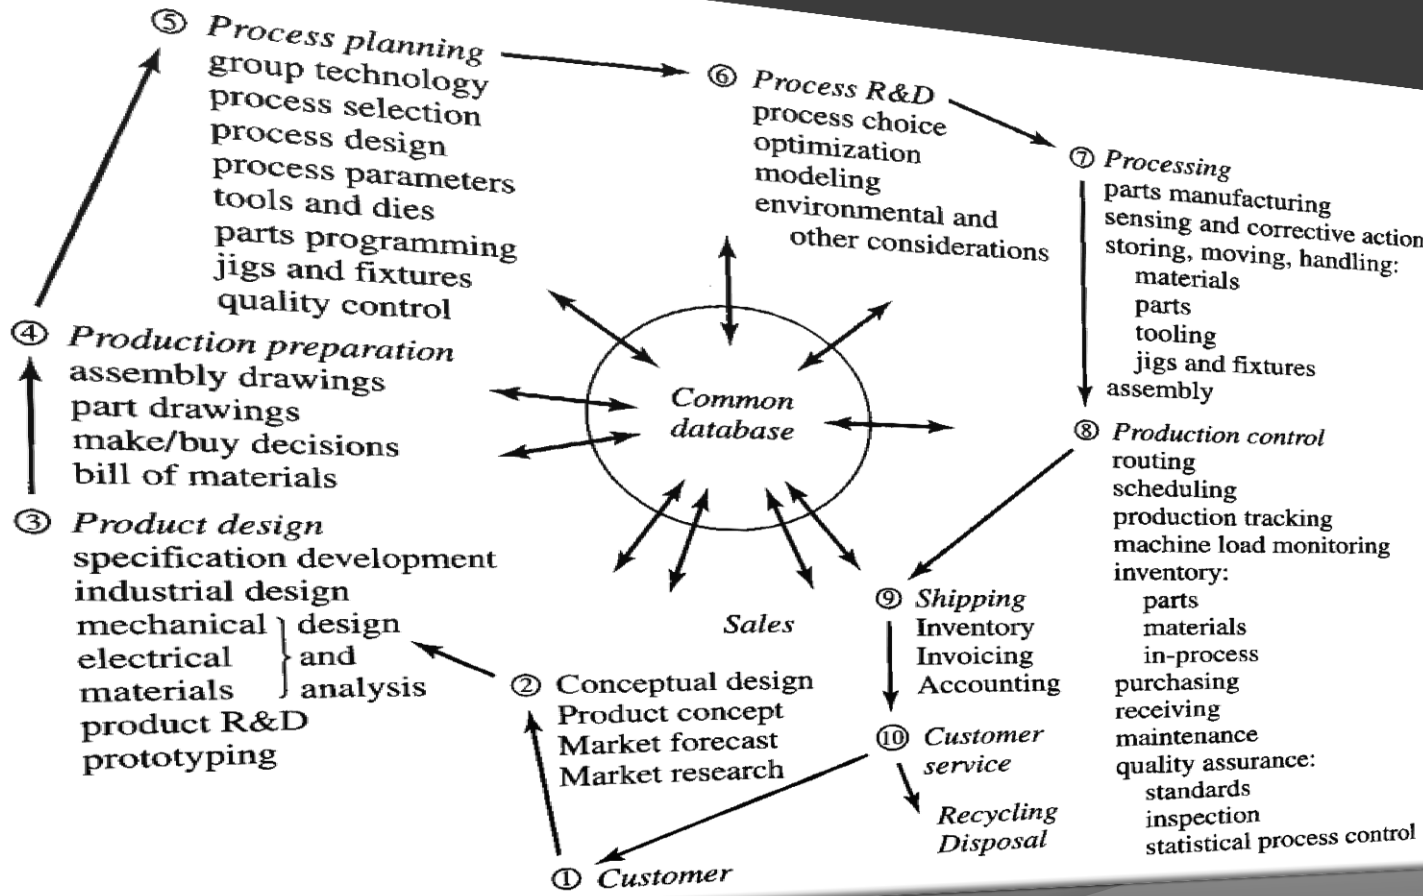 ⑤ Process planning
group technology
process selection
process design
process parameters
tools and dies
parts programming
jigs and fixtures
quality control
⑥ Process R&D
process choice
optimization
modeling
environmental and
other considerations
⑦ Processing
parts manufacturing
sensing and corrective action
storing, moving, handling:
materials
parts
tooling
jigs and fixtures
assembly
④ Production preparation
assembly drawings
part drawings
make/buy decisions
bill of materials
Common
database
⑧ Production control
routing
scheduling
production tracking
machine load monitoring
inventory:
parts
materials
in-process
purchasing
receiving
maintenance
quality assurance:
standards
inspection
statistical process control
③ Product design
specification development
industrial design
mechanical } design
electrical } and
materials } analysis
product R&D
prototyping
Sales
② Conceptual design
Product concept
Market forecast
Market research
⑨ Shipping
Inventory
Invoicing
Accounting
⑩ Customer
service
Recycling
Disposal
① Customer